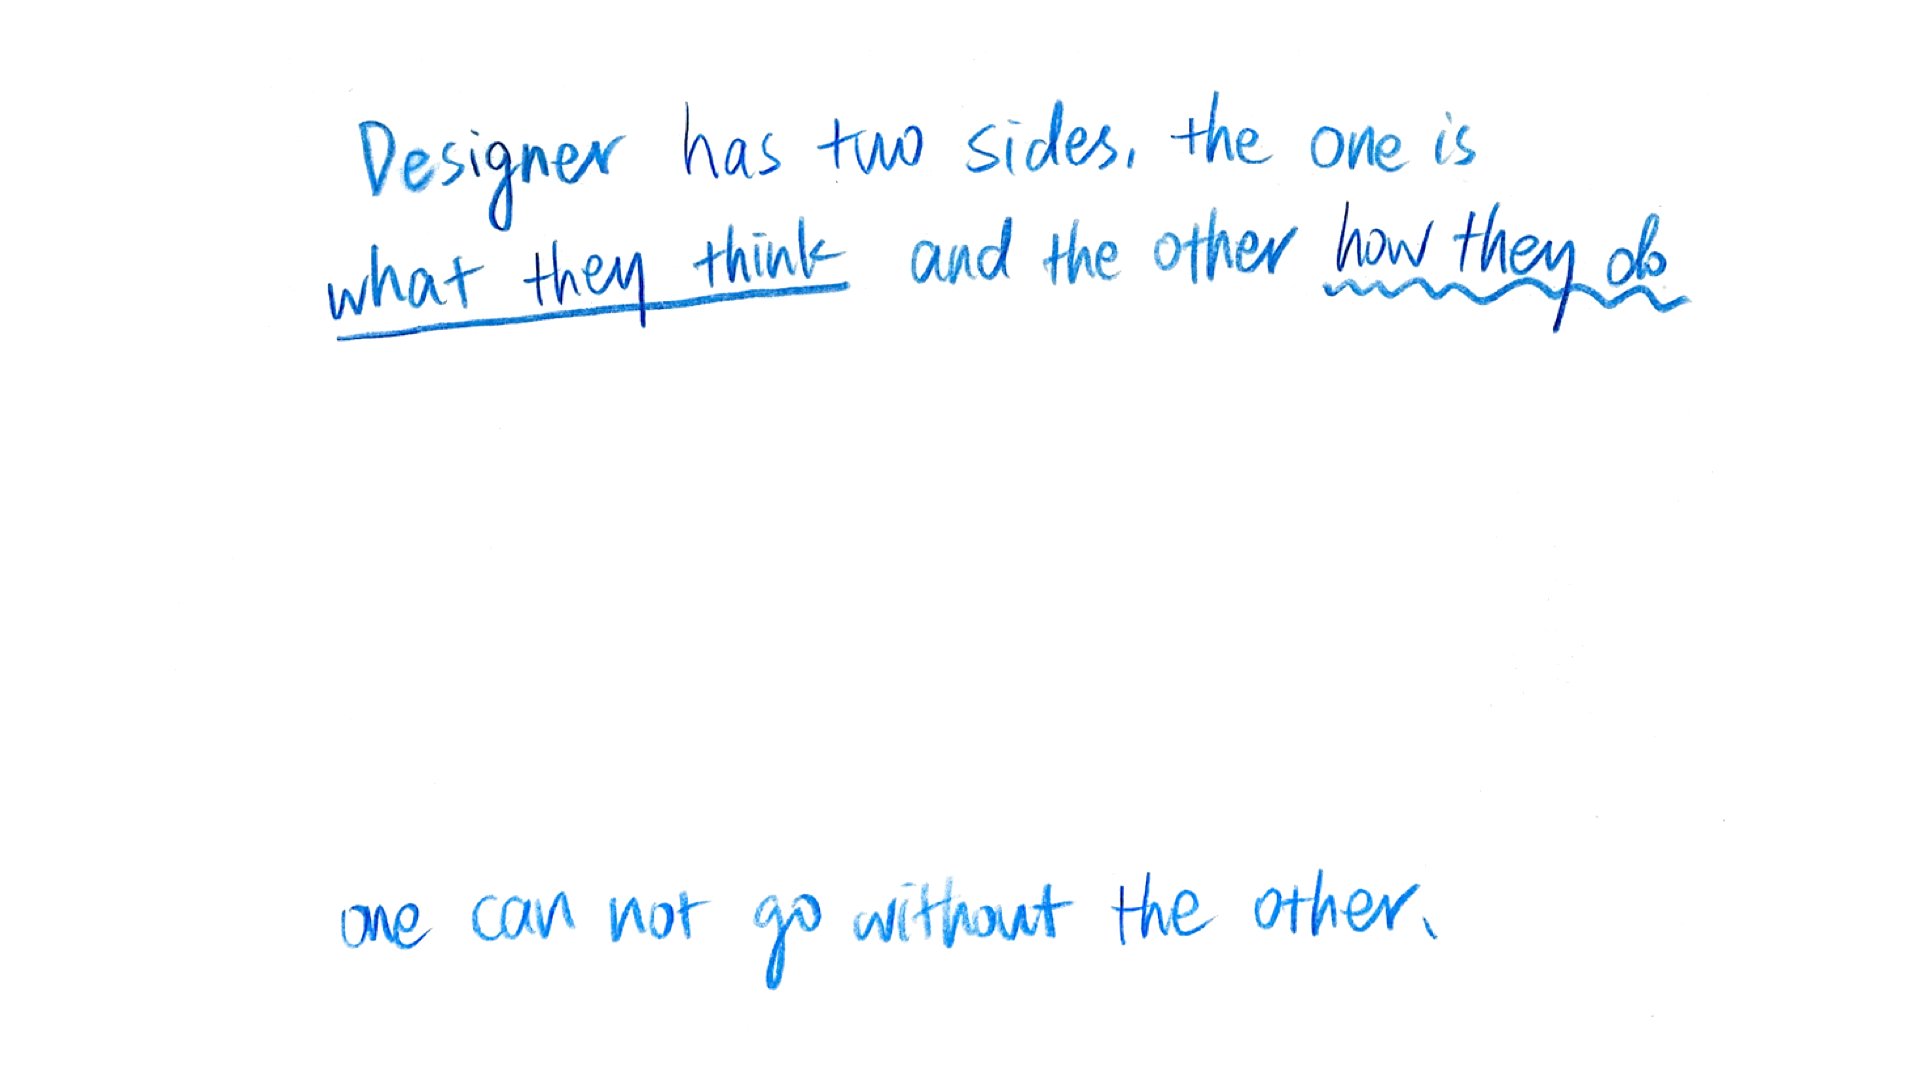 Designer has two sides, the one is
what they think and the other how they do
one can not go without the other.